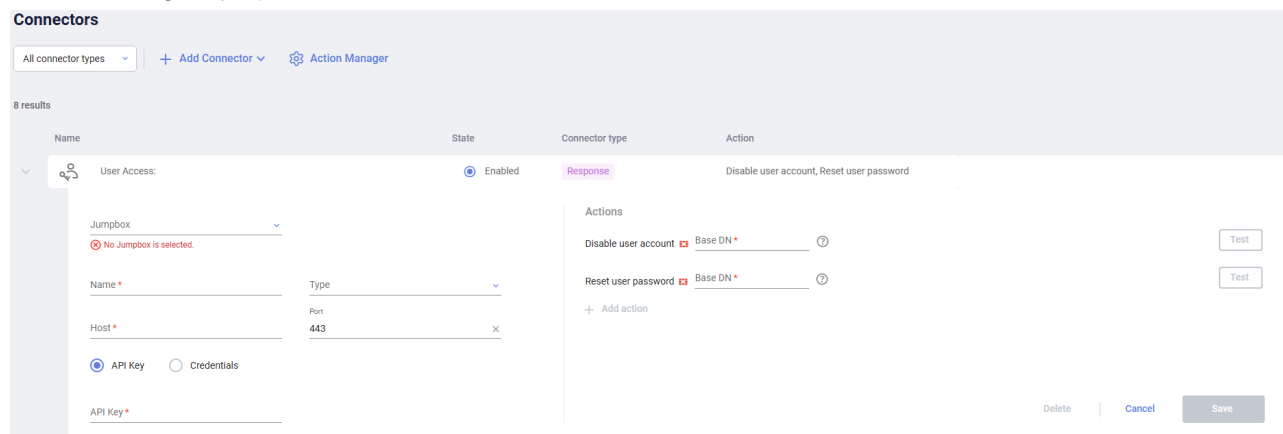 Connectors
All connector types
+ Add Connector
Action Manager
8 results
Name State Connector type Action
User Access: Enabled Response Disable user account, Reset user password
Jumpbox
No Jumpbox is selected.
Name *
Type
Host *
Port
443
API Key Credentials
API Key *
Actions
Disable user account Base DN * ? Test
Reset user password Base DN * ? Test
+ Add action
Delete Cancel Save